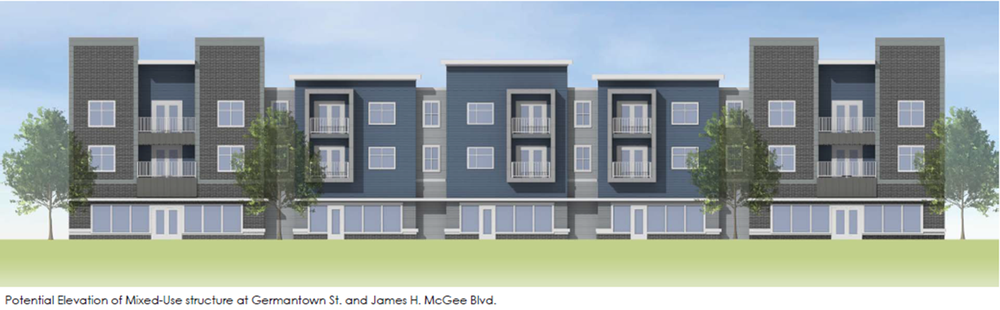 Potential Elevation of Mixed-Use structure at Germantown St. and James H. McGee Blvd.